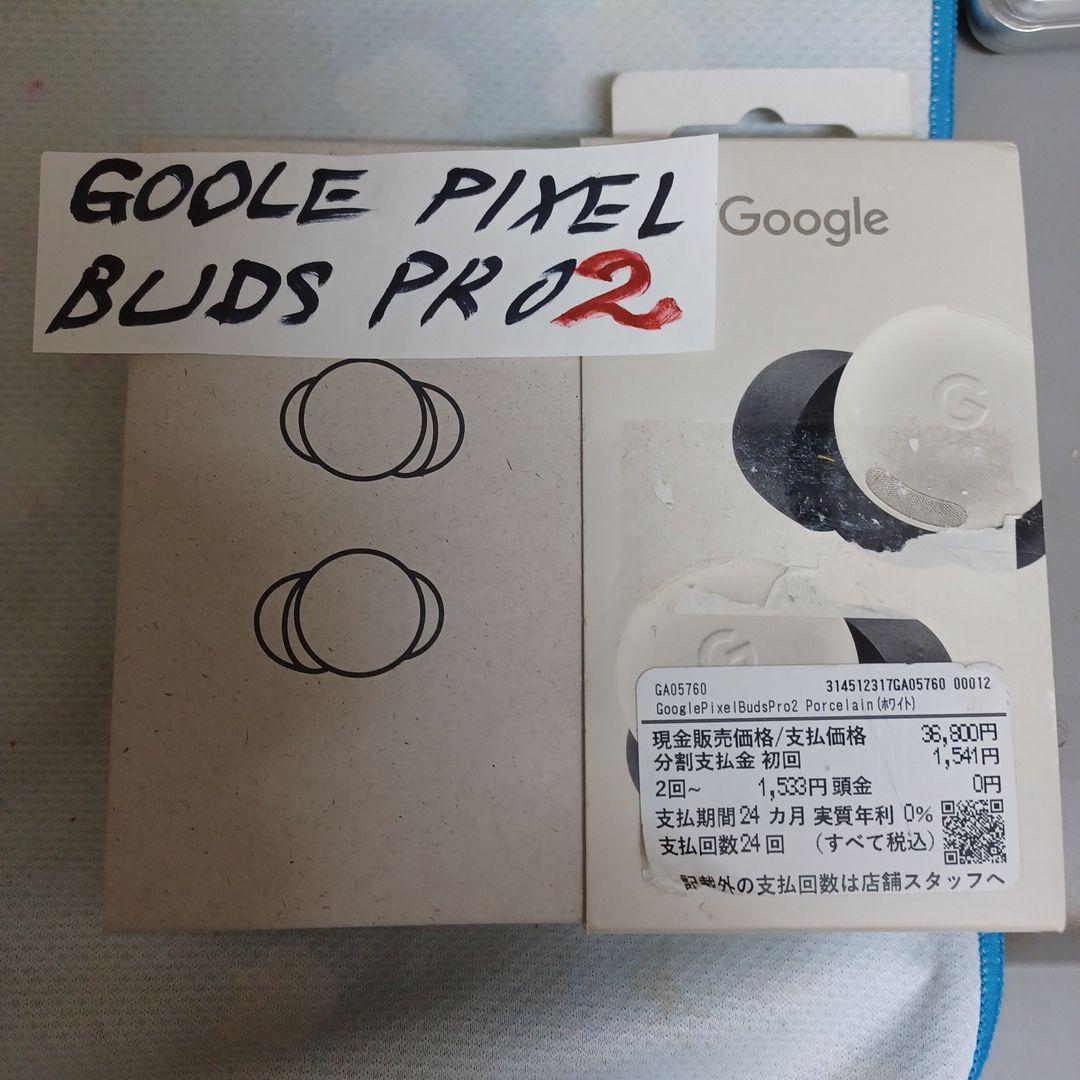 GOOLE PIXEL
BUDS PRO2
Google
G
G
GA05760 314512317GA05760 00012
GooglePixelBudsPro2 Porcelain(ﾎﾜｲﾄ)
現金販売価格/支払価格 36,800円
分割支払金 初回 1,541円
2回~ 1,533円 頭金 0円
支払期間24 カ月 実質年利 0%
支払回数24 回 (すべて税込)
記載外の支払回数は店舗スタッフへ